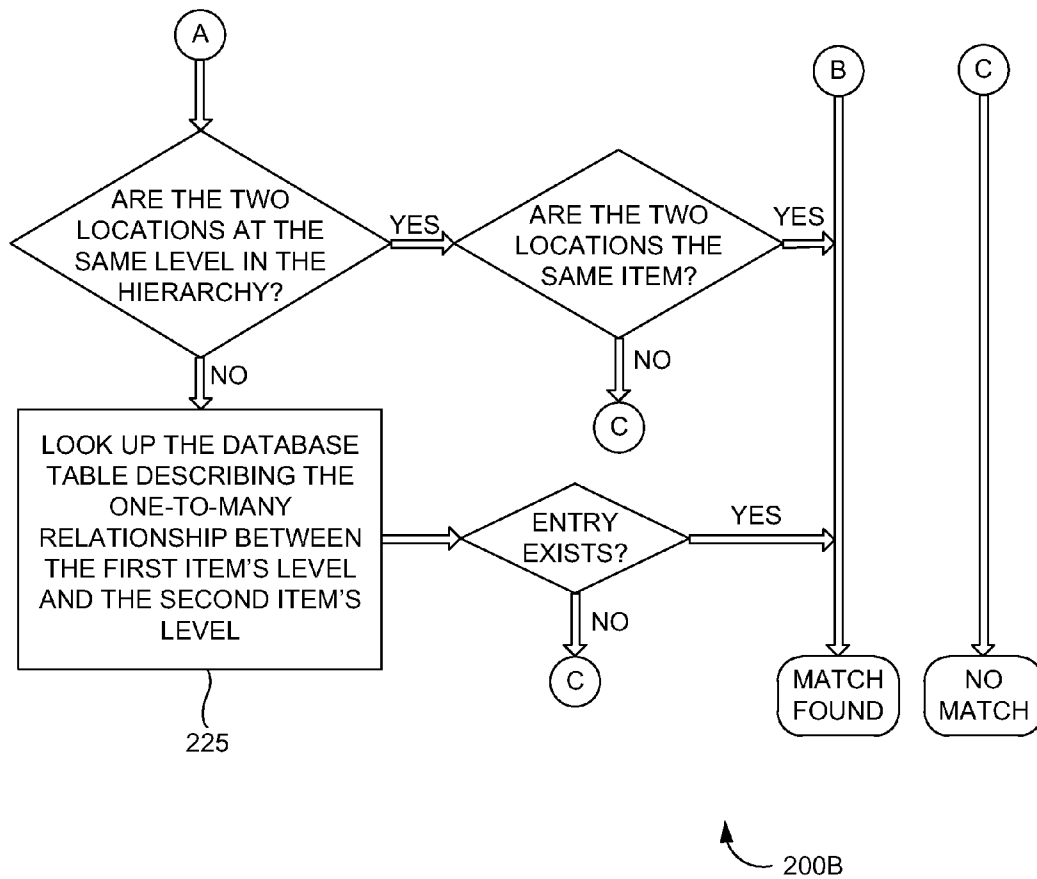 A
B
C
ARE THE TWO
LOCATIONS AT THE
SAME LEVEL IN THE
HIERARCHY?
YES
ARE THE TWO
LOCATIONS THE
SAME ITEM?
YES
NO
NO
C
LOOK UP THE DATABASE
TABLE DESCRIBING THE
ONE-TO-MANY
RELATIONSHIP BETWEEN
THE FIRST ITEM'S LEVEL
AND THE SECOND ITEM'S
LEVEL
225
ENTRY
EXISTS?
YES
NO
C
MATCH
FOUND
NO
MATCH
200B